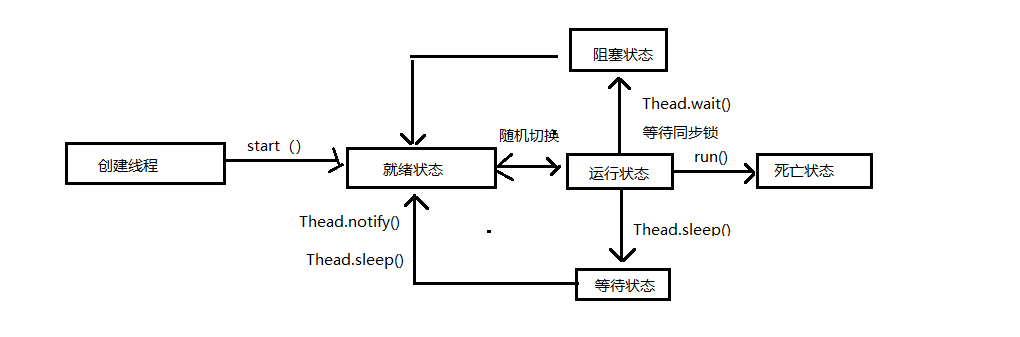 阻塞状态
Thead.wait()
等待同步锁
随机切换
start（）
run()
创建线程
就绪状态
运行状态
死亡状态
Thead.notify()
Thead.sleep()
Thead.sleep()
等待状态